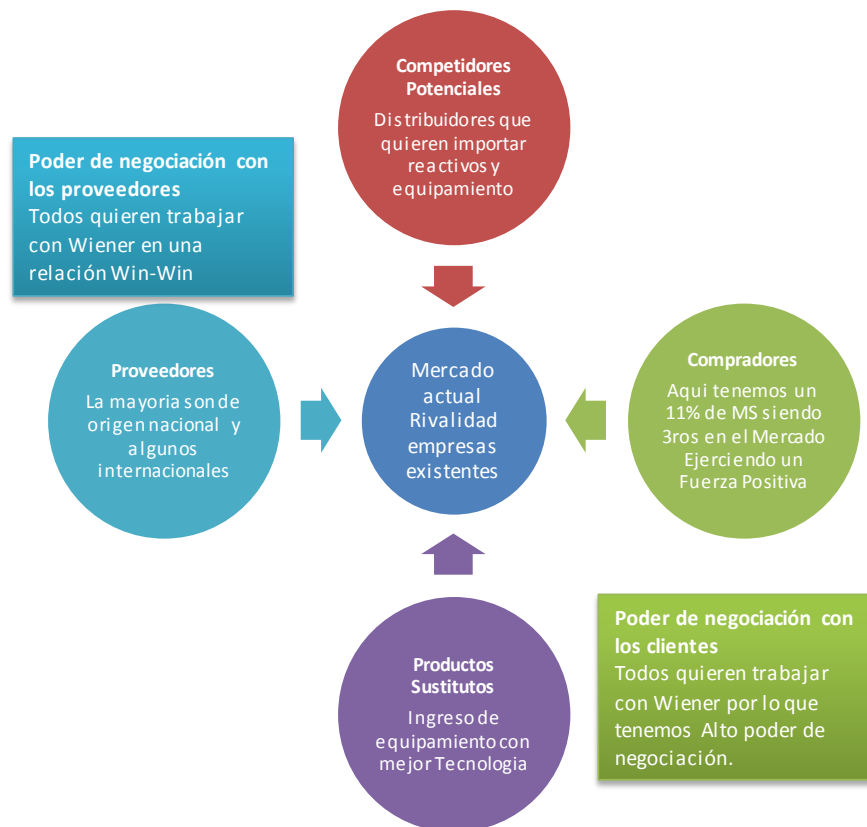 Competidores
Potenciales
Distribuidores que
quieren importar
reactivos y
equipamiento
Poder de negociación con
los proveedores
Todos quieren trabajar
con Wiener en una
relación Win-Win
Proveedores
La mayoria son de
origen nacional y
algunos
internacionales
Mercado
actual
Rivalidad
empresas
existentes
Compradores
Aqui tenemos un
11% de MS siendo
3ros en el Mercado
Ejerciendo un
Fuerza Positiva
Productos
Sustitutos
Ingreso de
equipamiento con
mejor Tecnologia
Poder de negociación con
los clientes
Todos quieren trabajar
con Wiener por lo que
tenemos Alto poder de
negociación.